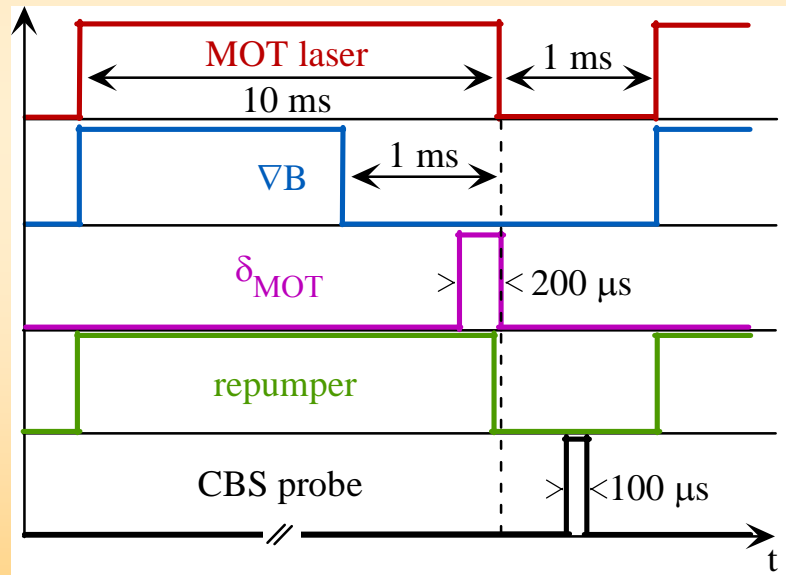 MOT laser
1 ms
10 ms
1 ms
∇B
δMOT
> < 200 μs
repumper
CBS probe
> < 100 μs
t